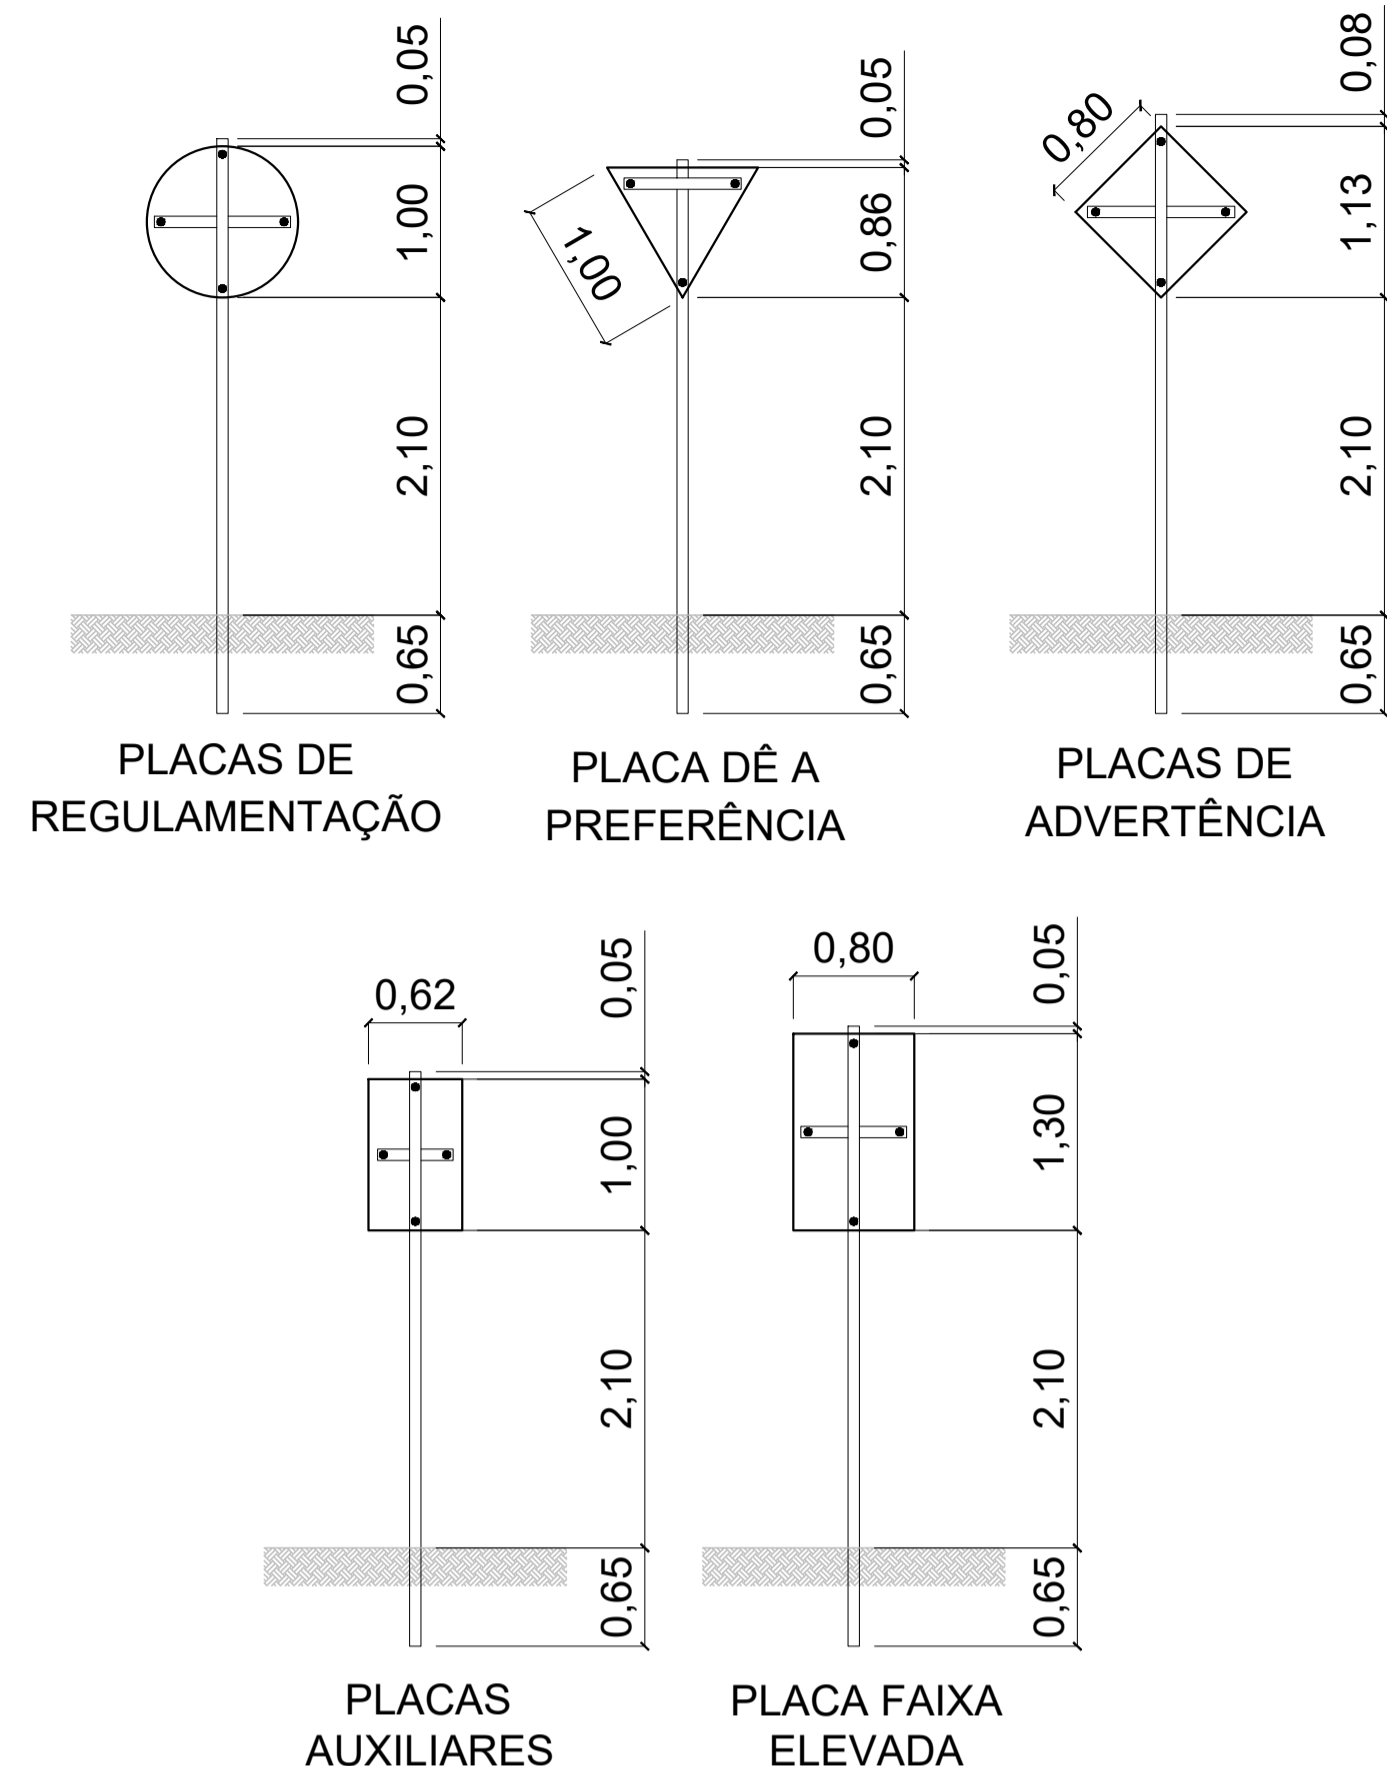 0,05
1,00
2,10
0,65
PLACAS DE
REGULAMENTAÇÃO
0,05
1,00
0,86
2,10
0,65
PLACA DÊ A
PREFERÊNCIA
0,08
0,80
1,13
2,10
0,65
PLACAS DE
ADVERTÊNCIA
0,62
0,05
1,00
2,10
0,65
PLACAS
AUXILIARES
0,80
0,05
1,30
2,10
0,65
PLACA FAIXA
ELEVADA